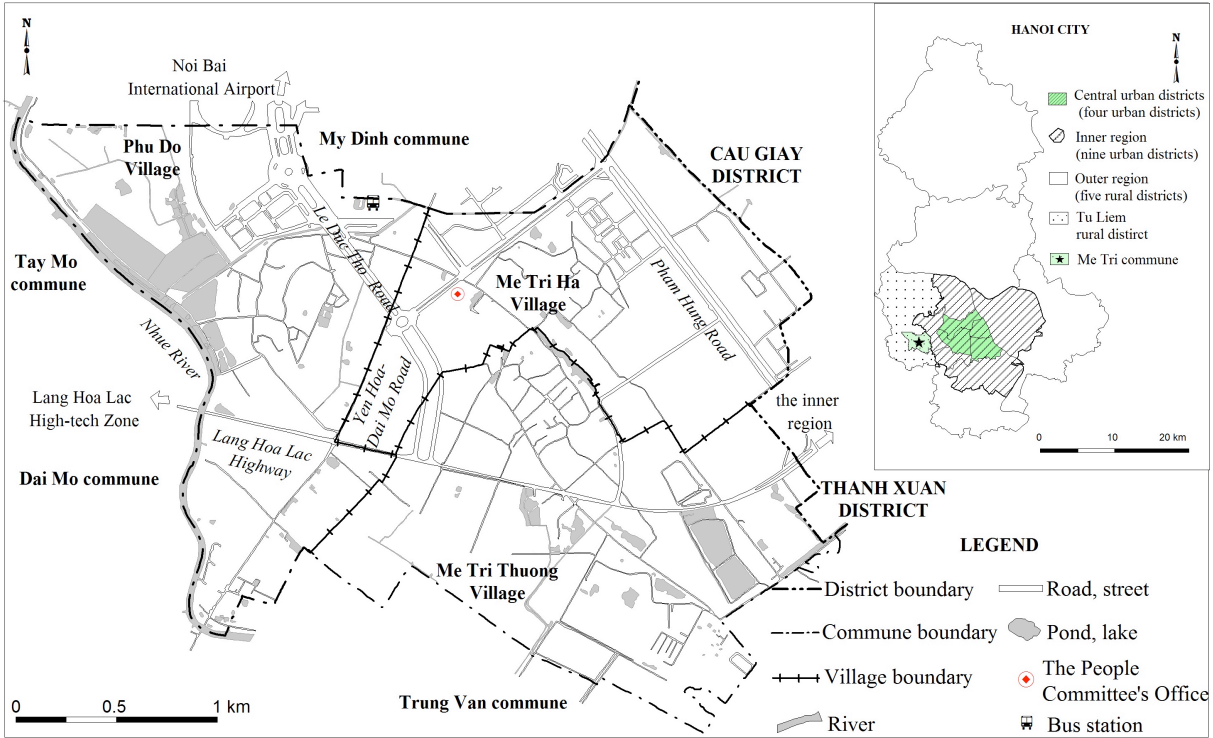 N
Noi Bai
International Airport
Phu Do
Village
My Dinh commune
CAU GIAY
DISTRICT
Tay Mo
commune
Le Duc Tho Road
Me Tri Ha
Village
Pham Hung Road
Nhue River
Yen Hoa-
Dai Mo Road
Lang Hoa Lac
High-tech Zone
the inner
region
Lang Hoa Lac
Highway
Dai Mo commune
THANH XUAN
DISTRICT
Me Tri Thuong
Village
Trung Van commune
0 0.5 1 km
HANOI CITY
N
Central urban districts
(four urban districts)
Inner region
(nine urban districts)
Outer region
(five rural districts)
Tu Liem
rural distirct
Me Tri commune
0 10 20 km
LEGEND
District boundary
Road, street
Commune boundary
Pond, lake
Village boundary
The People
Committee's Office
River
Bus station